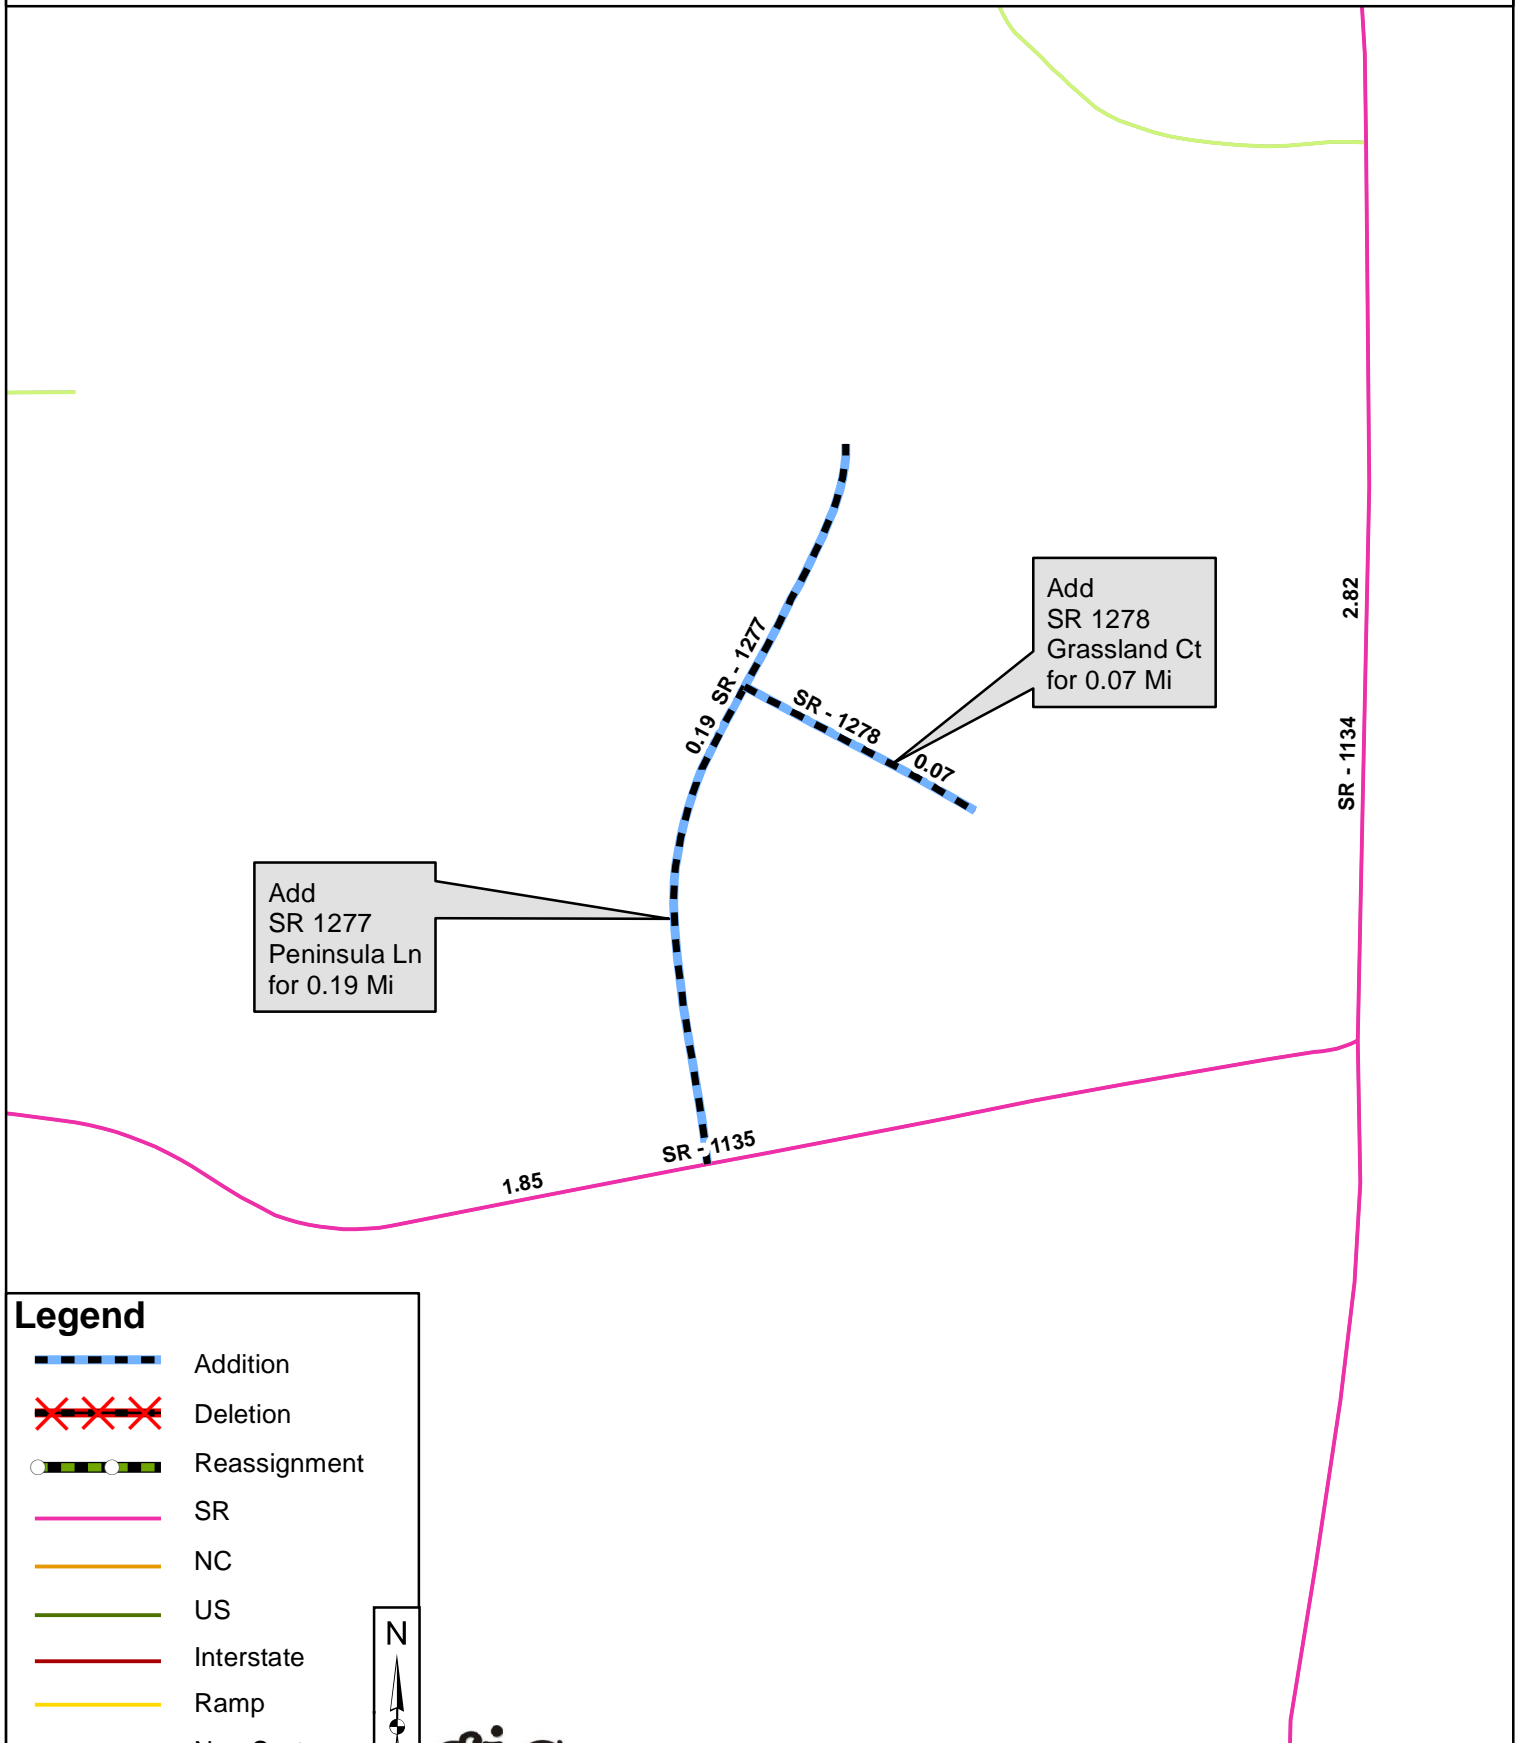 SR - 1277
0.19
SR - 1278
0.07
Add
SR 1278
Grassland Ct
for 0.07 Mi
2.82
SR - 1134
Add
SR 1277
Peninsula Ln
for 0.19 Mi
SR - 1135
1.85
Legend
Addition
Deletion
Reassignment
SR
NC
US
Interstate
Ramp
N